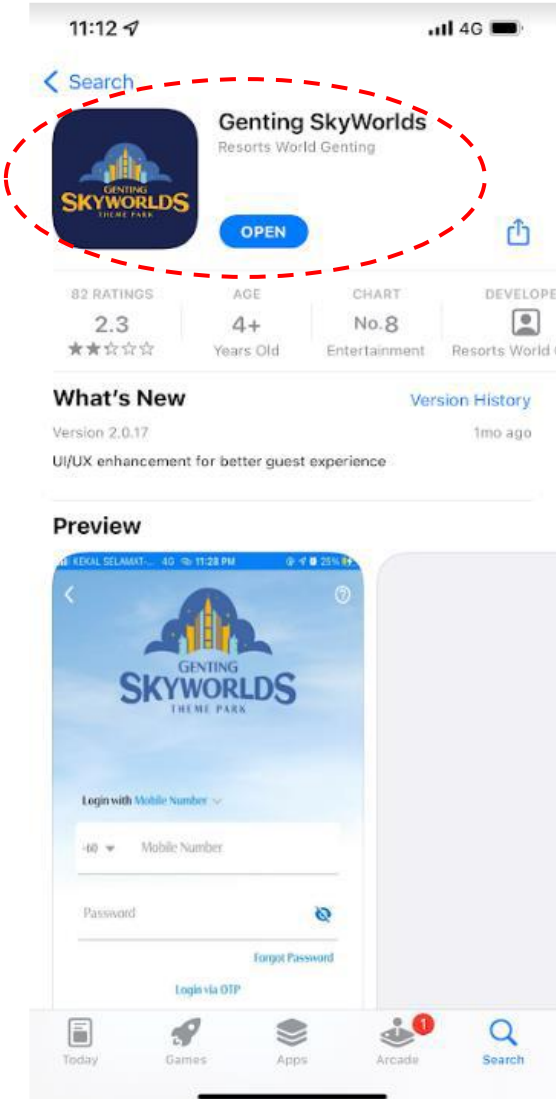 11:12
4G
Search
GENTING
SKYWORLDS
THEME PARK
Genting SkyWorlds
Resorts World Genting
OPEN
82 RATINGS
2.3
AGE
4+
Years Old
CHART
No.8
Entertainment
DEVELOPE
Resorts World
What's New
Version History
Version 2.0.17
1mo ago
UI/UX enhancement for better guest experience
Preview
KEKAL SELAMAT-... 4G 11:28 PM 25%
GENTING
SKYWORLDS
THEME PARK
Login with Mobile Number
-60 Mobile Number
Password
Forgot Password
Login via OTP
1
Today
Games
Apps
Arcade
Search